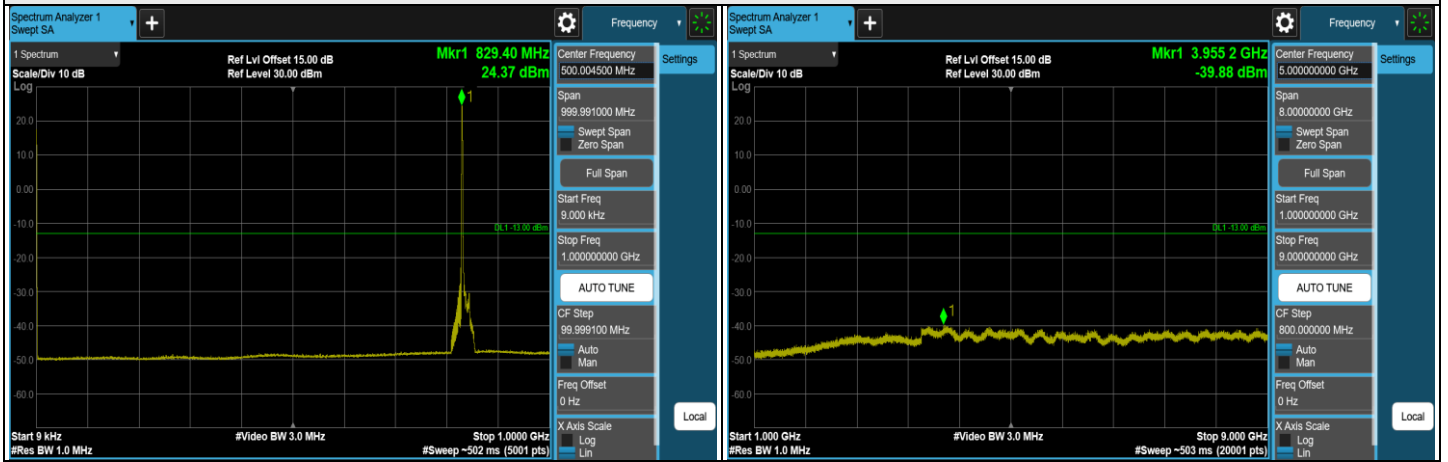 Spectrum Analyzer 1
Swept SA
+
Frequency
1 Spectrum
Scale/Div 10 dB
Log
Ref Lvl Offset 15.00 dB
Ref Level 30.00 dBm
Mkr1 829.40 MHz
24.37 dBm
1
20.0
10.0
0.00
-10.0
-20.0
-30.0
-40.0
-50.0
-60.0
DL1 -13.00 dBm
Start 9 kHz
#Res BW 1.0 MHz
#Video BW 3.0 MHz
Stop 1.0000 GHz
#Sweep ~502 ms (5001 pts)
Center Frequency
500.004500 MHz
Span
999.991000 MHz
Swept Span
Zero Span
Full Span
Start Freq
9.000 kHz
Stop Freq
1.000000000 GHz
AUTO TUNE
CF Step
99.999100 MHz
Auto
Man
Freq Offset
0 Hz
X Axis Scale
Log
Lin
Settings
Local
Spectrum Analyzer 1
Swept SA
+
Frequency
1 Spectrum
Scale/Div 10 dB
Log
Ref Lvl Offset 15.00 dB
Ref Level 30.00 dBm
Mkr1 3.955 2 GHz
-39.88 dBm
1
20.0
10.0
0.00
-10.0
-20.0
-30.0
-40.0
-50.0
-60.0
DL1 -13.00 dBm
Start 1.000 GHz
#Res BW 1.0 MHz
#Video BW 3.0 MHz
Stop 9.000 GHz
#Sweep ~503 ms (20001 pts)
Center Frequency
5.000000000 GHz
Span
8.00000000 GHz
Swept Span
Zero Span
Full Span
Start Freq
1.000000000 GHz
Stop Freq
9.000000000 GHz
AUTO TUNE
CF Step
800.000000 MHz
Auto
Man
Freq Offset
0 Hz
X Axis Scale
Log
Lin
Settings
Local